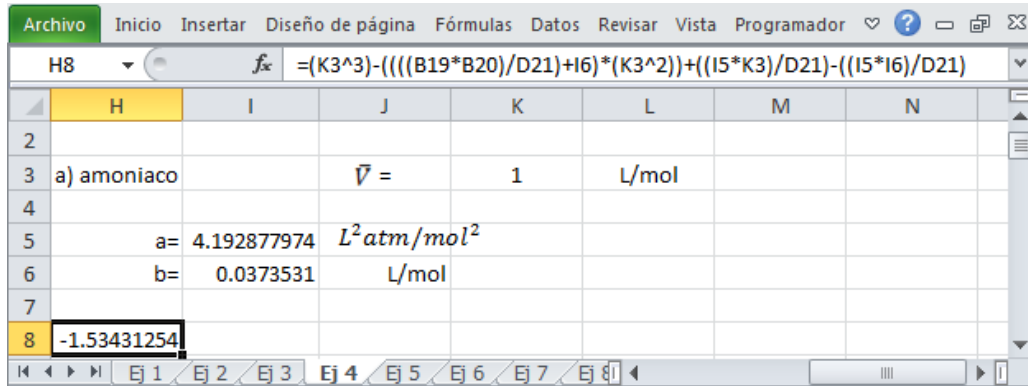 Archivo Inicio Insertar Diseño de página Fórmulas Datos Revisar Vista Programador
H8 fx =(K3^3)-((((B19*B20)/D21)+I6)*(K3^2))+((I5*K3)/D21)-((I5*I6)/D21)
H I J K L M N
2
3 a) amoniaco V̄ = 1 L/mol
4
5 a= 4.192877974 L²atm/mol²
6 b= 0.0373531 L/mol
7
8 -1.53431254
Ej 1 Ej 2 Ej 3 Ej 4 Ej 5 Ej 6 Ej 7 Ej 8